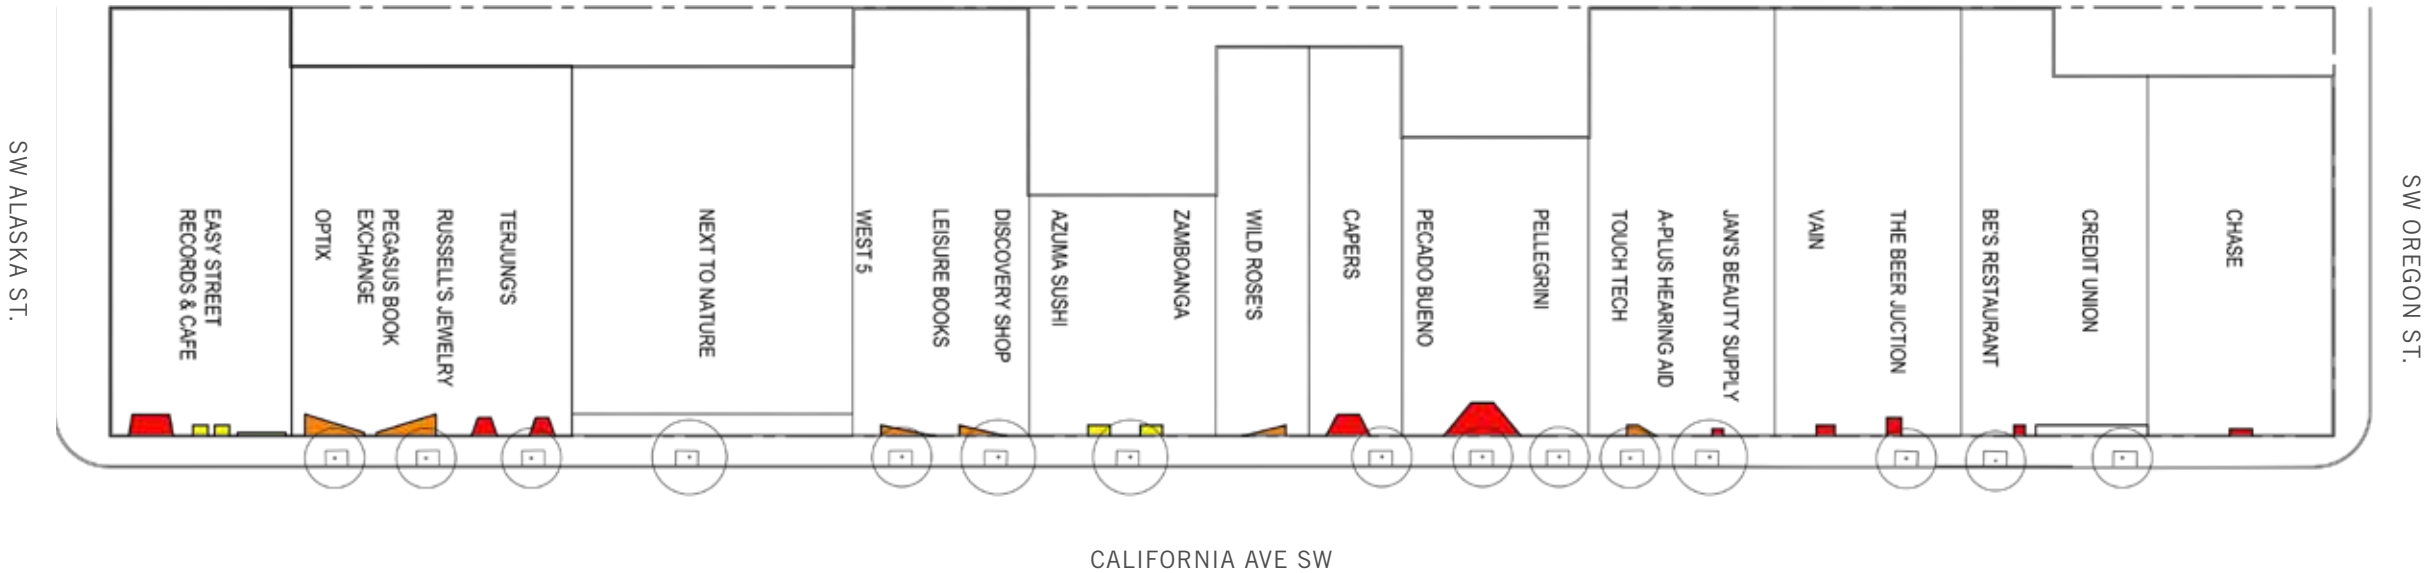 SW ALASKA ST.
EASY STREET
RECORDS & CAFE
OPTIX
PEGASUS BOOK
EXCHANGE
RUSSELL'S JEWELRY
TERJUNG'S
NEXT TO NATURE
WEST 5
LEISURE BOOKS
DISCOVERY SHOP
AZUMA SUSHI
ZAMBOANGA
WILD ROSE'S
CAPERS
PECADO BUENO
PELLEGRINI
TOUCH TECH
A-PLUS HEARING AID
JAN'S BEAUTY SUPPLY
VAIN
THE BEER JUCTION
BE'S RESTAURANT
CREDIT UNION
CHASE
SW OREGON ST.
CALIFORNIA AVE SW